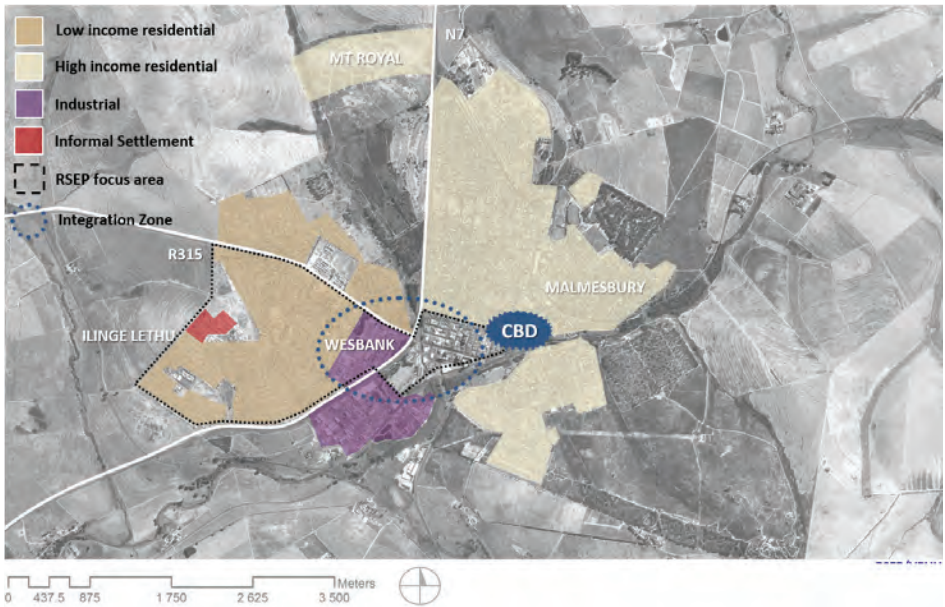 Low income residential
High income residential
Industrial
Informal Settlement
RSEP focus area
Integration Zone
MT ROYAL
N7
R315
ILINGE LETHU
WESBANK
MALMESBURY
CBD
Meters
0 437.5 875 1 750 2 625 3 500